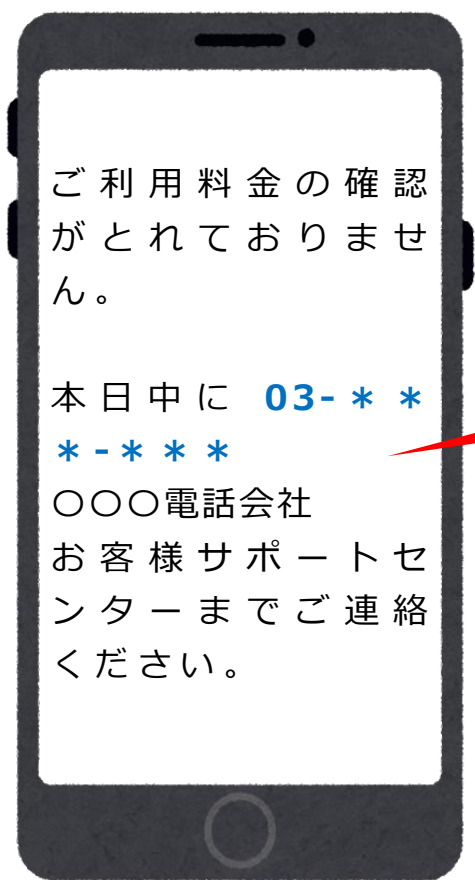 ご利用料金の確認
がとれておりませ
ん。
本日中に 03-＊＊
＊-＊＊＊
〇〇〇電話会社
お客様サポートセ
ンターまでご連絡
ください。